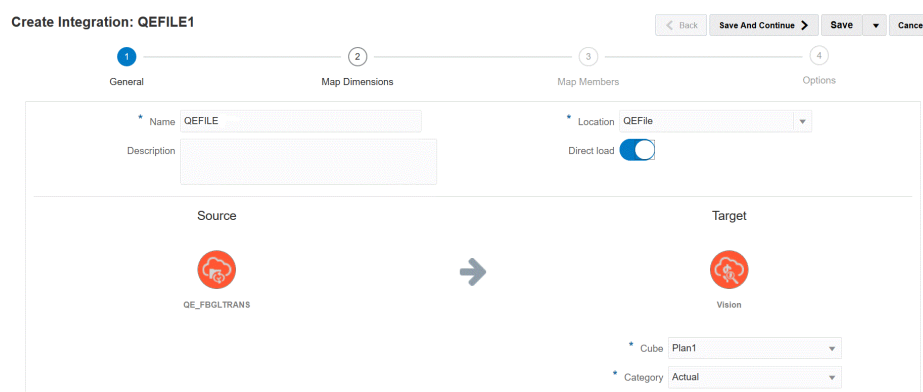 Create Integration: QEFILE1
Back
Save And Continue
Save
Cance
1
2
3
4
General
Map Dimensions
Map Members
Options
* Name QEFILE
* Location QEFile
Description
Direct load
Source
Target
QE_FBGLTRANS
Vision
* Cube Plan1
* Category Actual